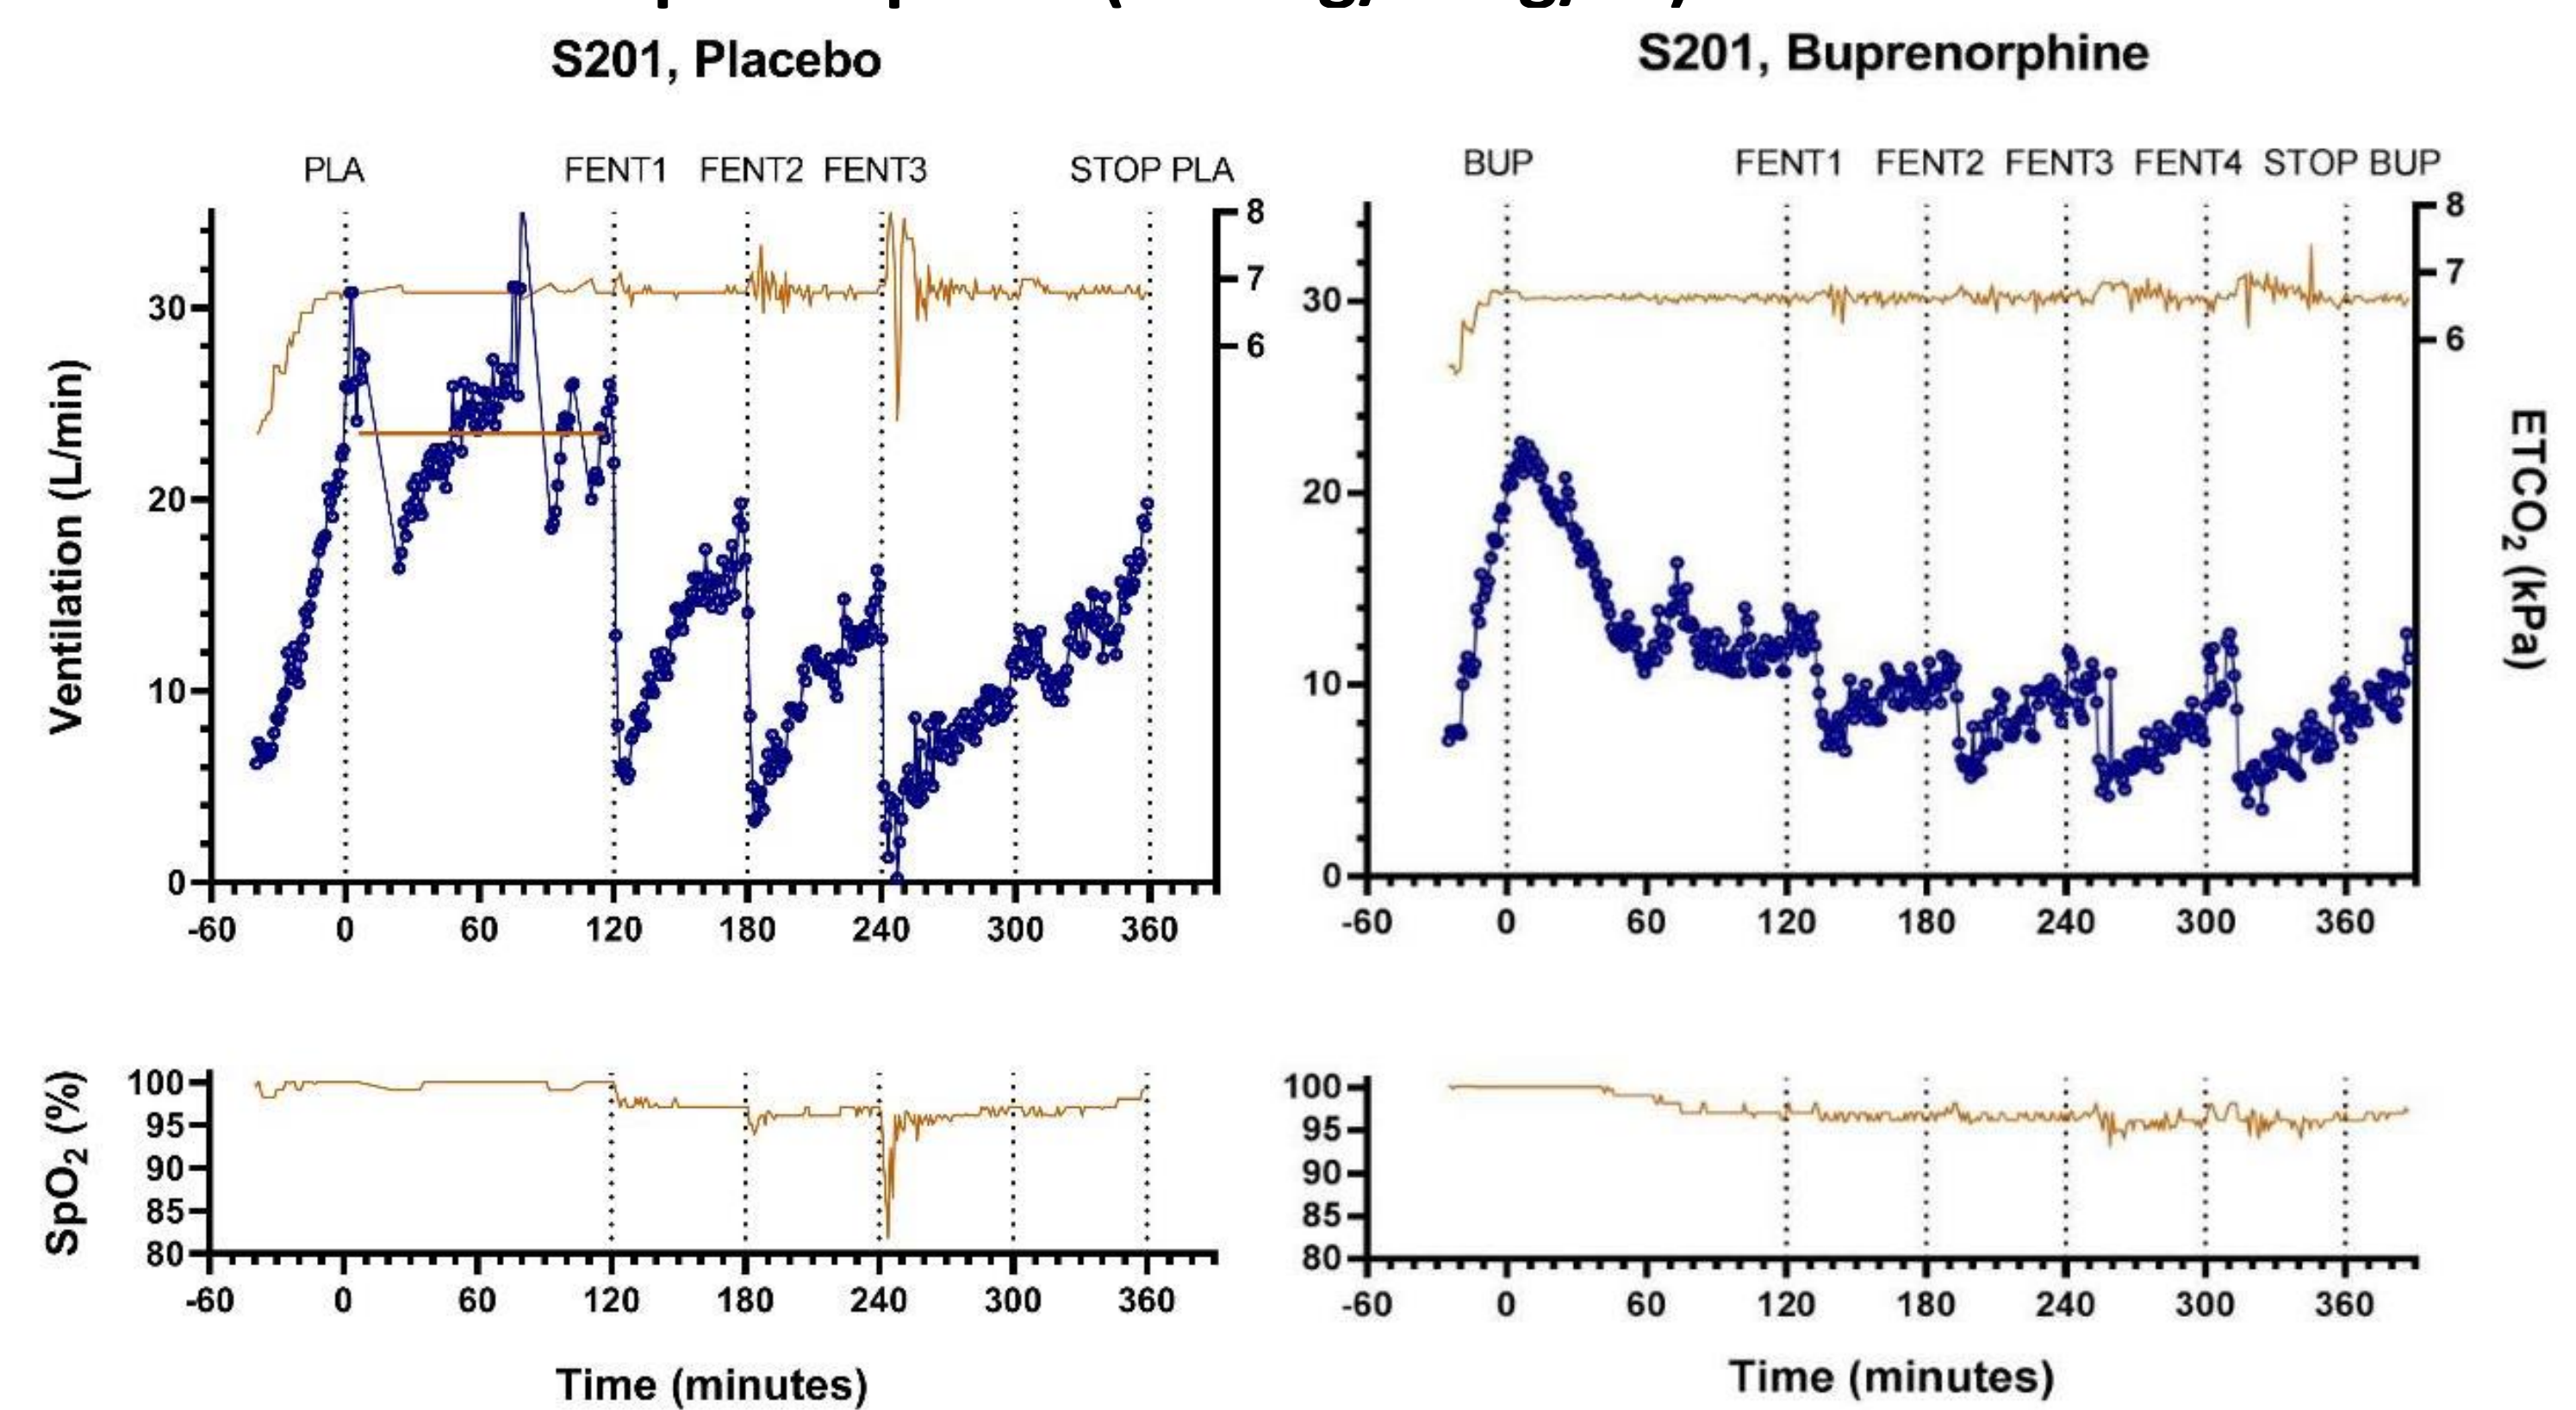 S201, Placebo
S201, Buprenorphine
PLA FENT1 FENT2 FENT3 STOP PLA
BUP FENT1 FENT2 FENT3 FENT4 STOP BUP
Ventilation (L/min)
30
20
10
0
8
7
6
-60 0 60 120 180 240 300 360
30
20
10
0
8
7
6
ETCO₂ (kPa)
-60 0 60 120 180 240 300 360
SpO₂ (%)
100
95
90
85
80
-60 0 60 120 180 240 300 360
Time (minutes)
100
95
90
85
80
-60 0 60 120 180 240 300 360
Time (minutes)